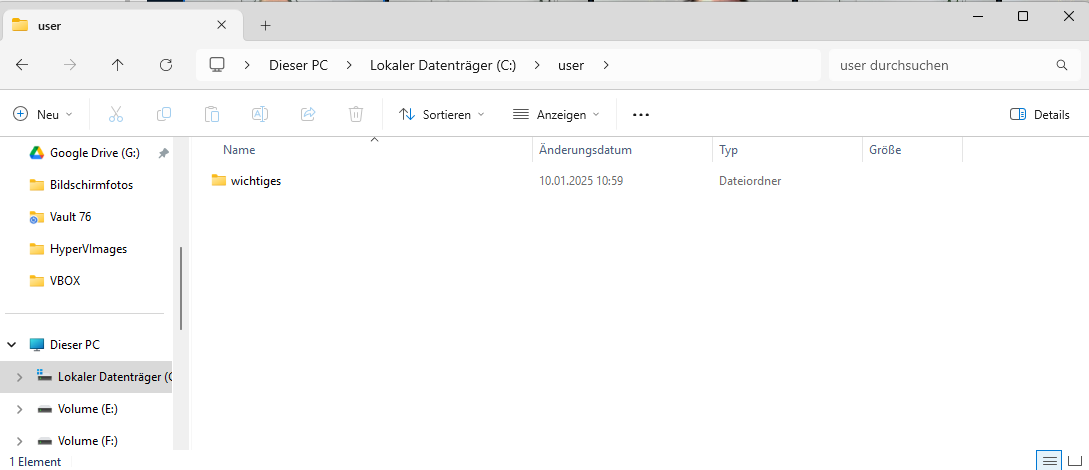 user
Dieser PC Lokaler Datenträger (C:) user
user durchsuchen
Neu Sortieren Anzeigen Details
Name Änderungsdatum Typ Größe
wichtiges 10.01.2025 10:59 Dateiordner
Google Drive (G:)
Bildschirmfotos
Vault 76
HyperVImages
VBOX
Dieser PC
Lokaler Datenträger (
Volume (E:)
Volume (F:)
1 Element